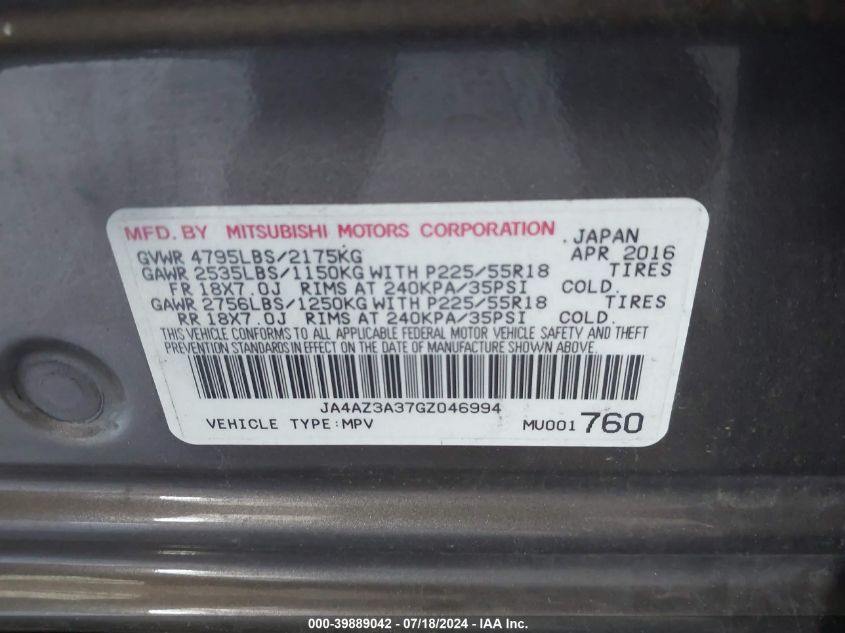 MFD. BY MITSUBISHI MOTORS CORPORATION .JAPAN
GVWR 4795LBS/2175KG APR 2016
GAWR 2535LBS/1150KG WITH P225/55R18 TIRES
FR 18X7.0J RIMS AT 240KPA/35PSI COLD.
GAWR 2756LBS/1250KG WITH P225/55R18 TIRES
RR 18X7.0J RIMS AT 240KPA/35PSI COLD.
THIS VEHICLE CONFORMS TO ALL APPLICABLE FEDERAL MOTOR VEHICLE SAFETY AND THEFT
PREVENTION STANDARDS IN EFFECT ON THE DATE OF MANUFACTURE SHOWN ABOVE.
JA4AZ3A37GZ046994
VEHICLE TYPE:MPV MU001760
000-39889042 - 07/18/2024 - IAA Inc.